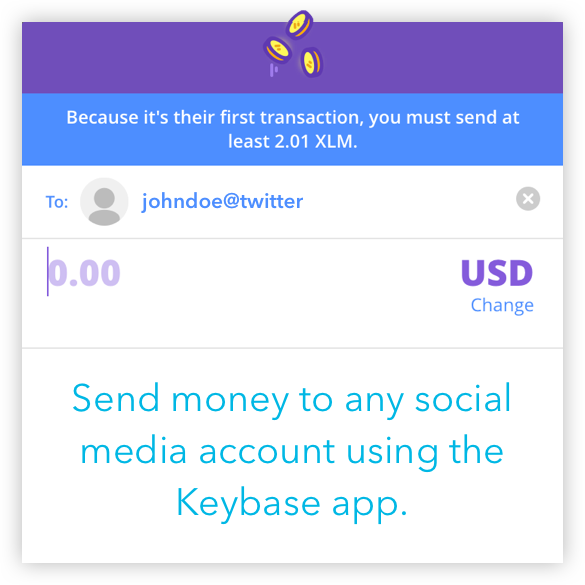 Because it's their first transaction, you must send at
least 2.01 XLM.
To: johndoe@twitter
0.00 USD
Change
Send money to any social
media account using the
Keybase app.